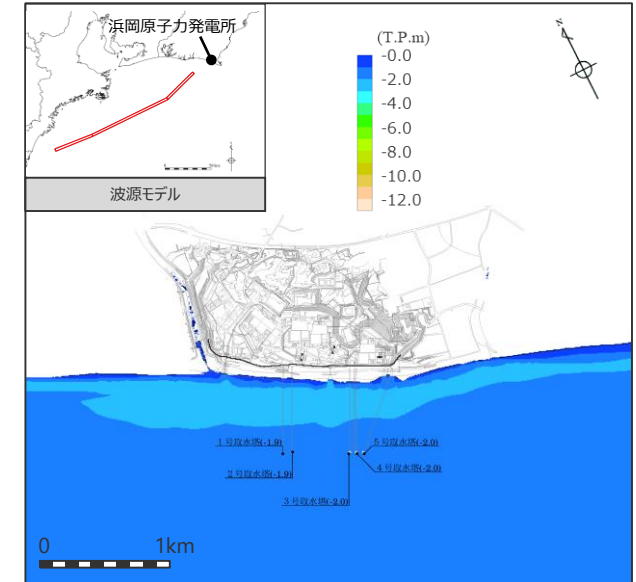 浜岡原子力発電所
波源モデル
(T.P.m)
-0.0
-2.0
-4.0
-6.0
-8.0
-10.0
-12.0
1号取水塔(-1.9)
2号取水塔(-1.9)
3号取水塔(-2.0)
5号取水塔(-2.0)
4号取水塔(-2.0)
0 1km